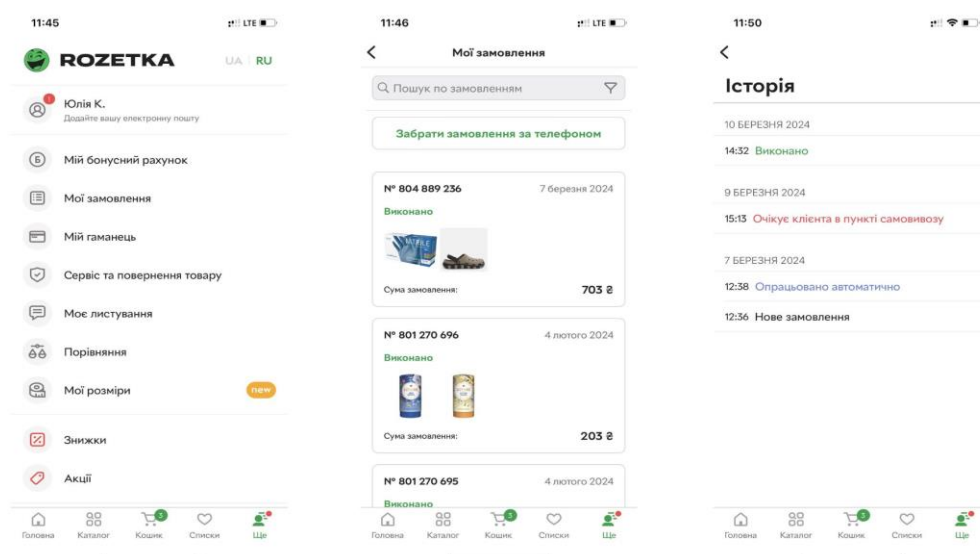 11:45
LTE
ROZETKA
UA | RU
Юлія К.
Додайте вашу електронну пошту
Мій бонусний рахунок
Мої замовлення
Мій гаманець
Сервіс та повернення товару
Моє листування
Порівняння
Мої розміри
new
Знижки
Акції
Головна
Каталог
3
Кошик
Списки
Ще
11:46
LTE
Мої замовлення
Пошук по замовленням
Забрати замовлення за телефоном
№ 804 889 236
7 березня 2024
Виконано
Сума замовлення:
703 ₴
№ 801 270 696
4 лютого 2024
Виконано
Сума замовлення:
203 ₴
№ 801 270 695
4 лютого 2024
Виконано
Головна
Каталог
3
Кошик
Списки
Ще
11:50
Історія
10 БЕРЕЗНЯ 2024
14:32 Виконано
9 БЕРЕЗНЯ 2024
15:13 Очікує клієнта в пункті самовивозу
7 БЕРЕЗНЯ 2024
12:38 Опрацьовано автоматично
12:36 Нове замовлення
Головна
Каталог
3
Кошик
Списки
Ще